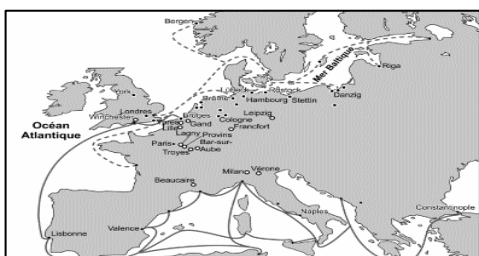 Bergen
Mer Baltique
Riga
York
Lübeck
Rostock
Brême
Hambourg
Stettin
Danzig
Londres
Winchester
Bruges
Leipzig
Océan
Atlantique
Ypres
Gand
Cologne
Lille
Francfort
Lagny
Provins
Paris
Bar-sur-
Aube
Troyes
Milan
Vérone
Beaucaire
Constantinople
Naples
Valence
Lisbonne